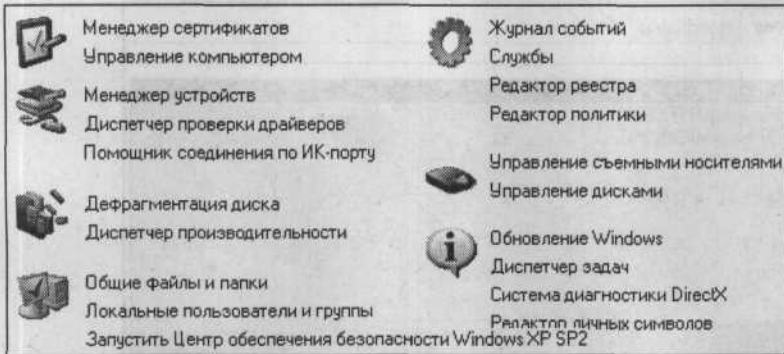 Менеджер сертификатов
Управление компьютером
Менеджер устройств
Диспетчер проверки драйверов
Помощник соединения по ИК-порту
Дефрагментация диска
Диспетчер производительности
Общие файлы и папки
Локальные пользователи и группы
Запустить Центр обеспечения безопасности Windows XP SP2
Журнал событий
Службы
Редактор реестра
Редактор политики
Управление съемными носителями
Управление дисками
Обновление Windows
Диспетчер задач
Система диагностики DirectX
Редактор личных символов